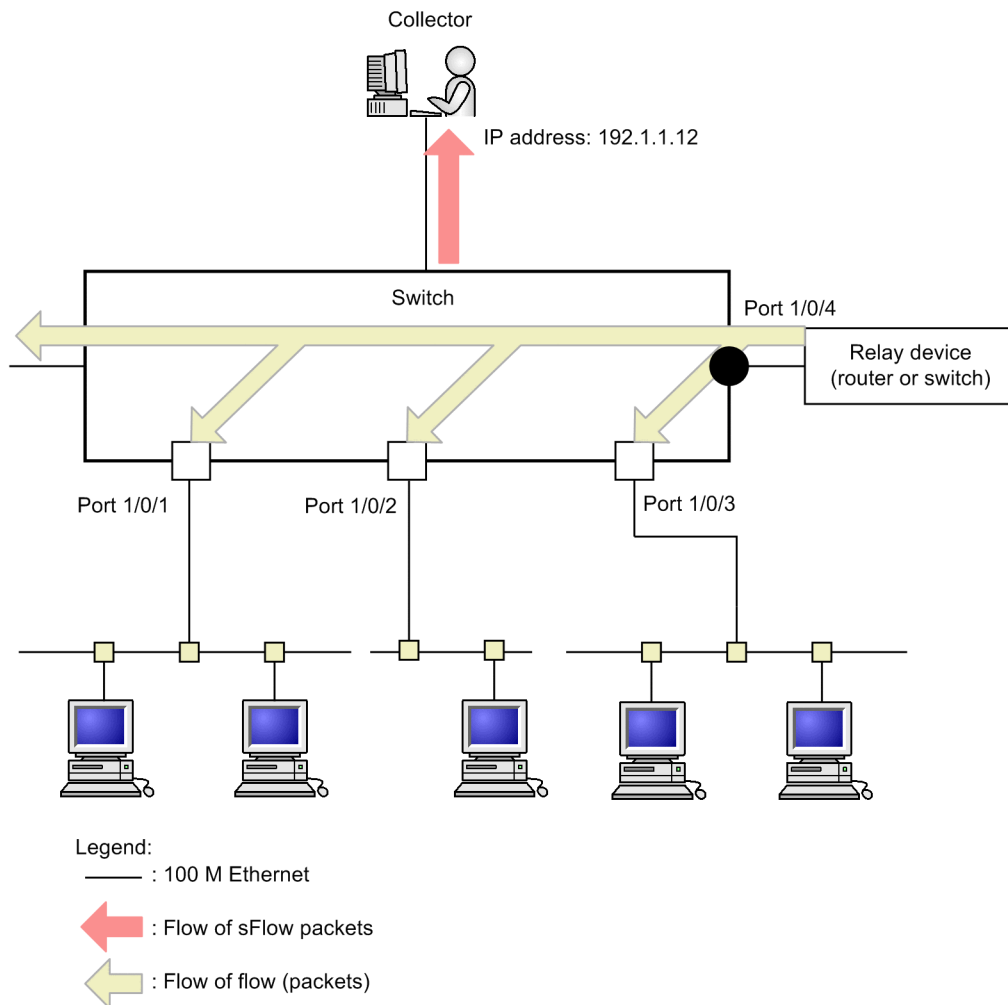 Collector
IP address: 192.1.1.12
Switch
Port 1/0/4
Relay device
(router or switch)
Port 1/0/1
Port 1/0/2
Port 1/0/3
Legend:
: 100 M Ethernet
: Flow of sFlow packets
: Flow of flow (packets)